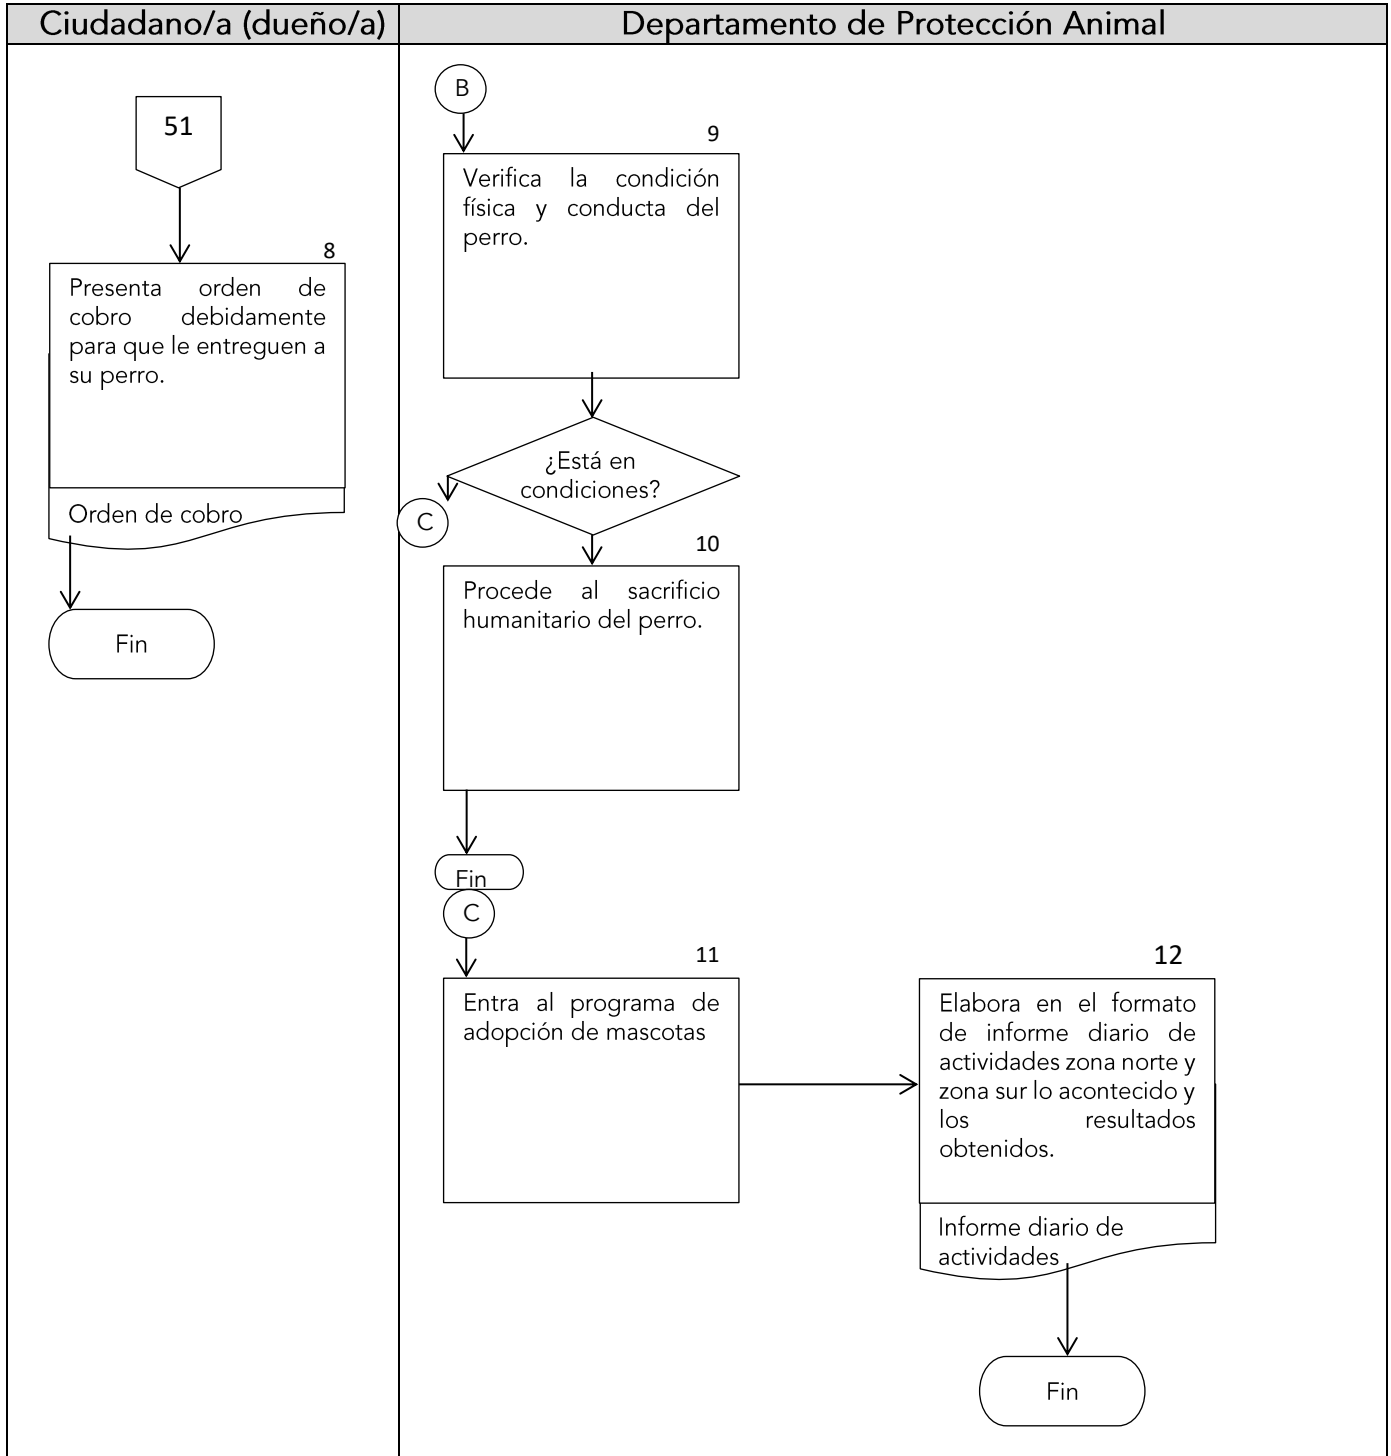 Ciudadano/a (dueño/a)
Departamento de Protección Animal
51
8
Presenta orden de
cobro debidamente
para que le entreguen a
su perro.
Orden de cobro
Fin
B
9
Verifica la condición
física y conducta del
perro.
¿Está en
condiciones?
C
10
Procede al sacrificio
humanitario del perro.
Fin
C
11
Entra al programa de
adopción de mascotas
12
Elabora en el formato
de informe diario de
actividades zona norte y
zona sur lo acontecido y
los resultados
obtenidos.
Informe diario de
actividades
Fin